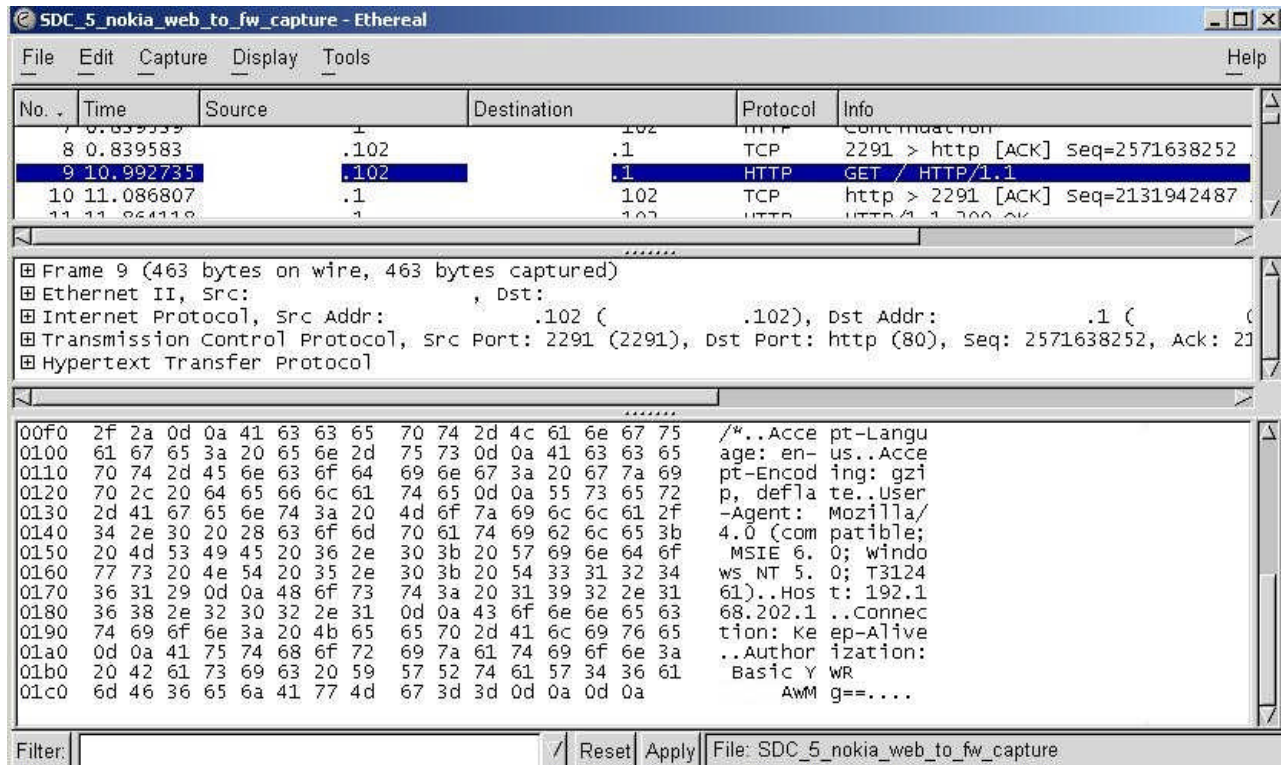 SDC_5_nokia_web_to_fw_capture - Ethereal
File Edit Capture Display Tools Help
No. Time Source Destination Protocol Info
7 0.839539 .1 .102 HTTP Continuation
8 0.839583 .102 .1 TCP 2291 > http [ACK] Seq=2571638252
9 10.992735 .102 .1 HTTP GET / HTTP/1.1
10 11.086807 .1 102 TCP http > 2291 [ACK] Seq=2131942487
11 11.864118 .1 .102 HTTP HTTP/1.1 200 OK
Frame 9 (463 bytes on wire, 463 bytes captured)
Ethernet II, Src: , Dst:
Internet Protocol, Src Addr: .102 ( .102), Dst Addr: .1 (
Transmission Control Protocol, Src Port: 2291 (2291), Dst Port: http (80), Seq: 2571638252, Ack: 21
Hypertext Transfer Protocol
00f0 2f 2a 0d 0a 41 63 63 65 70 74 2d 4c 61 6e 67 75 /*..Acce pt-Langu
0100 61 67 65 3a 20 65 6e 2d 75 73 0d 0a 41 63 63 65 age: en- us..Acce
0110 70 74 2d 45 6e 63 6f 64 69 6e 67 3a 20 67 7a 69 pt-Encod ing: gzi
0120 70 2c 20 64 65 66 6c 61 74 65 0d 0a 55 73 65 72 p, defla te..User
0130 2d 41 67 65 6e 74 3a 20 4d 6f 7a 69 6c 6c 61 2f -Agent: Mozilla/
0140 34 2e 30 20 28 63 6f 6d 70 61 74 69 62 6c 65 3b 4.0 (com patible;
0150 20 4d 53 49 45 20 36 2e 30 3b 20 57 69 6e 64 6f MSIE 6. 0; Windo
0160 77 73 20 4e 54 20 35 2e 30 3b 20 54 33 31 32 34 ws NT 5. 0; T3124
0170 36 31 29 0d 0a 48 6f 73 74 3a 20 31 39 32 2e 31 61)..Hos t: 192.1
0180 36 38 2e 32 30 32 2e 31 0d 0a 43 6f 6e 6e 65 63 68.202.1 ..Connec
0190 74 69 6f 6e 3a 20 4b 65 65 70 2d 41 6c 69 76 65 tion: Ke ep-Alive
01a0 0d 0a 41 75 74 68 6f 72 69 7a 61 74 69 6f 6e 3a ..Author ization:
01b0 20 42 61 73 69 63 20 59 57 52 74 61 57 34 36 61 Basic Y WR
01c0 6d 46 36 65 6a 41 77 4d 67 3d 3d 0d 0a 0d 0a AwM g==....
Filter: Reset Apply File: SDC_5_nokia_web_to_fw_capture